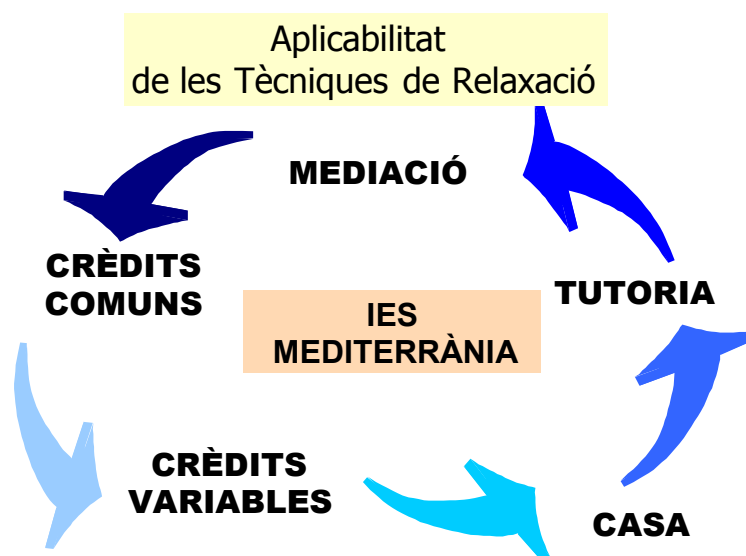 Aplicabilitat
de les Tècniques de Relaxació
MEDIACIÓ
CRÈDITS
COMUNS
TUTORIA
IES
MEDITERRÀNIA
CRÈDITS
VARIABLES
CASA